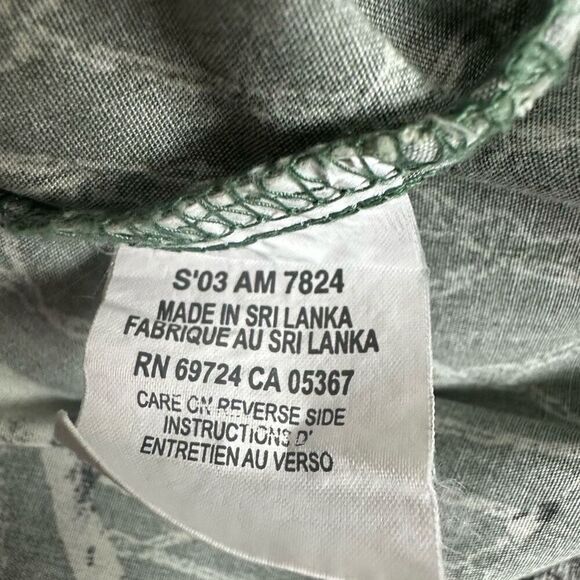 S'03 AM 7824
MADE IN SRI LANKA
FABRIQUE AU SRI LANKA
RN 69724 CA 05367
CARE ON REVERSE SIDE
INSTRUCTIONS D'
ENTRETIEN AU VERSO